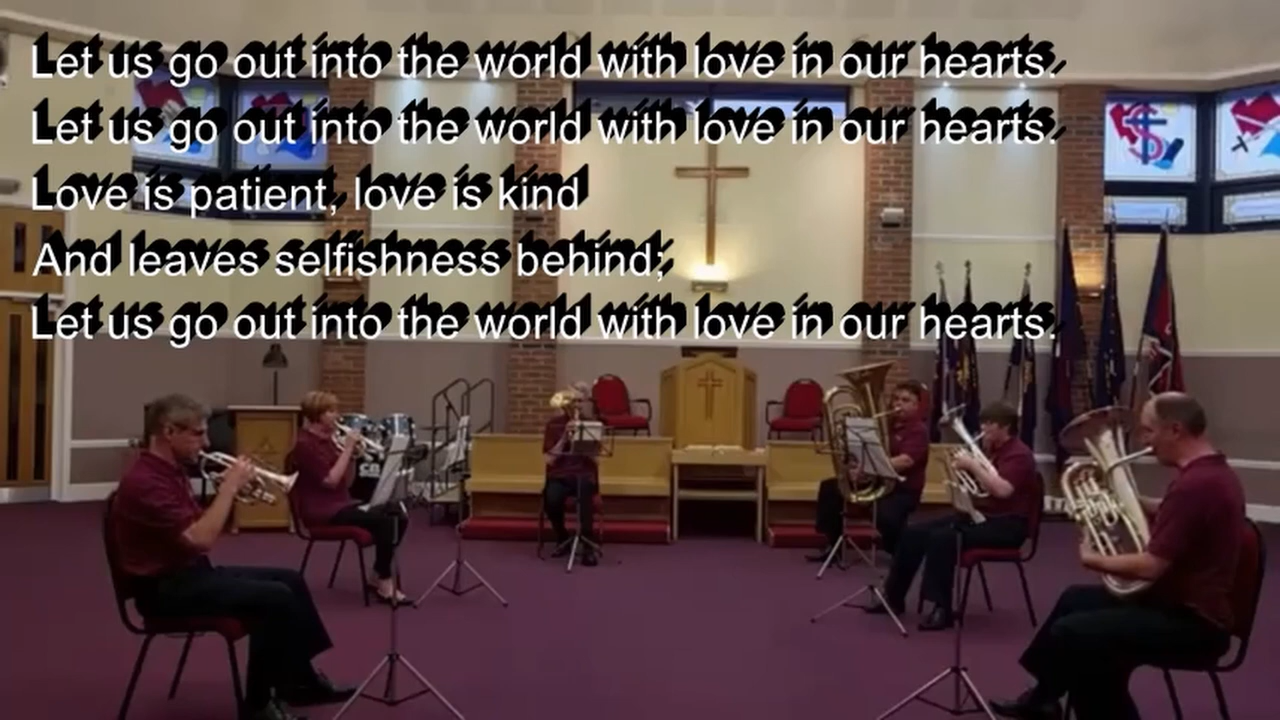 Let us go out into the world with love in our hearts.
Let us go out into the world with love in our hearts.
Love is patient, love is kind
And leaves selfishness behind;
Let us go out into the world with love in our hearts.